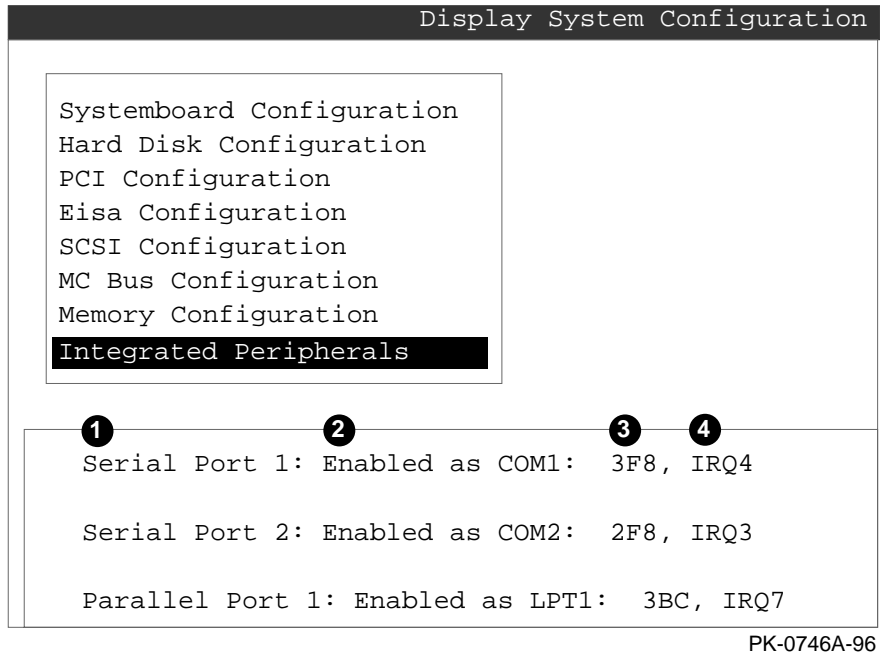 Display System Configuration
Systemboard Configuration
Hard Disk Configuration
PCI Configuration
Eisa Configuration
SCSI Configuration
MC Bus Configuration
Memory Configuration
Integrated Peripherals
1 2 3 4
Serial Port 1: Enabled as COM1: 3F8, IRQ4
Serial Port 2: Enabled as COM2: 2F8, IRQ3
Parallel Port 1: Enabled as LPT1: 3BC, IRQ7
PK-0746A-96